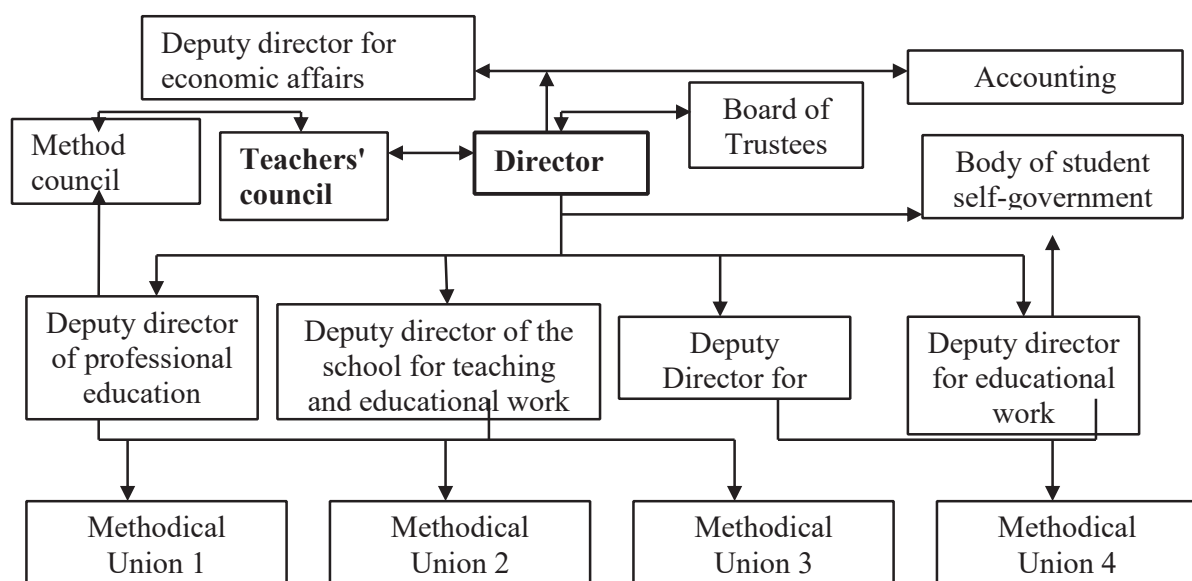 Deputy director for
economic affairs
Accounting
Board of
Trustees
Method
council
Teachers'
council
Director
Body of student
self-government
Deputy director
of professional
education
Deputy director of the
school for teaching
and educational work
Deputy
Director for
Deputy director
for educational
work
Methodical
Union 1
Methodical
Union 2
Methodical
Union 3
Methodical
Union 4